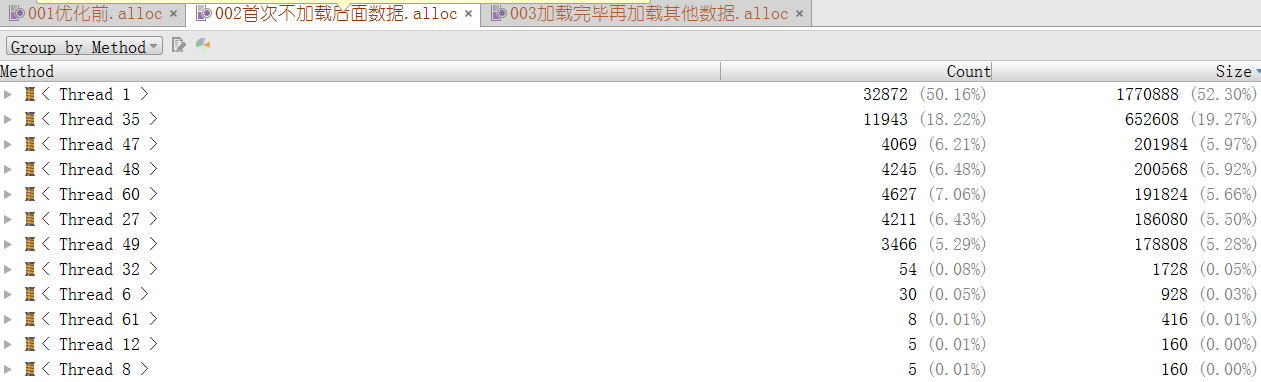 001优化前.alloc × 002首次不加载后面数据.alloc × 003加载完毕再加载其他数据.alloc ×
Group by Method
Method Count Size
< Thread 1 > 32872 (50.16%) 1770888 (52.30%)
< Thread 35 > 11943 (18.22%) 652608 (19.27%)
< Thread 47 > 4069 (6.21%) 201984 (5.97%)
< Thread 48 > 4245 (6.48%) 200568 (5.92%)
< Thread 60 > 4627 (7.06%) 191824 (5.66%)
< Thread 27 > 4211 (6.43%) 186080 (5.50%)
< Thread 49 > 3466 (5.29%) 178808 (5.28%)
< Thread 32 > 54 (0.08%) 1728 (0.05%)
< Thread 6 > 30 (0.05%) 928 (0.03%)
< Thread 61 > 8 (0.01%) 416 (0.01%)
< Thread 12 > 5 (0.01%) 160 (0.00%)
< Thread 8 > 5 (0.01%) 160 (0.00%)